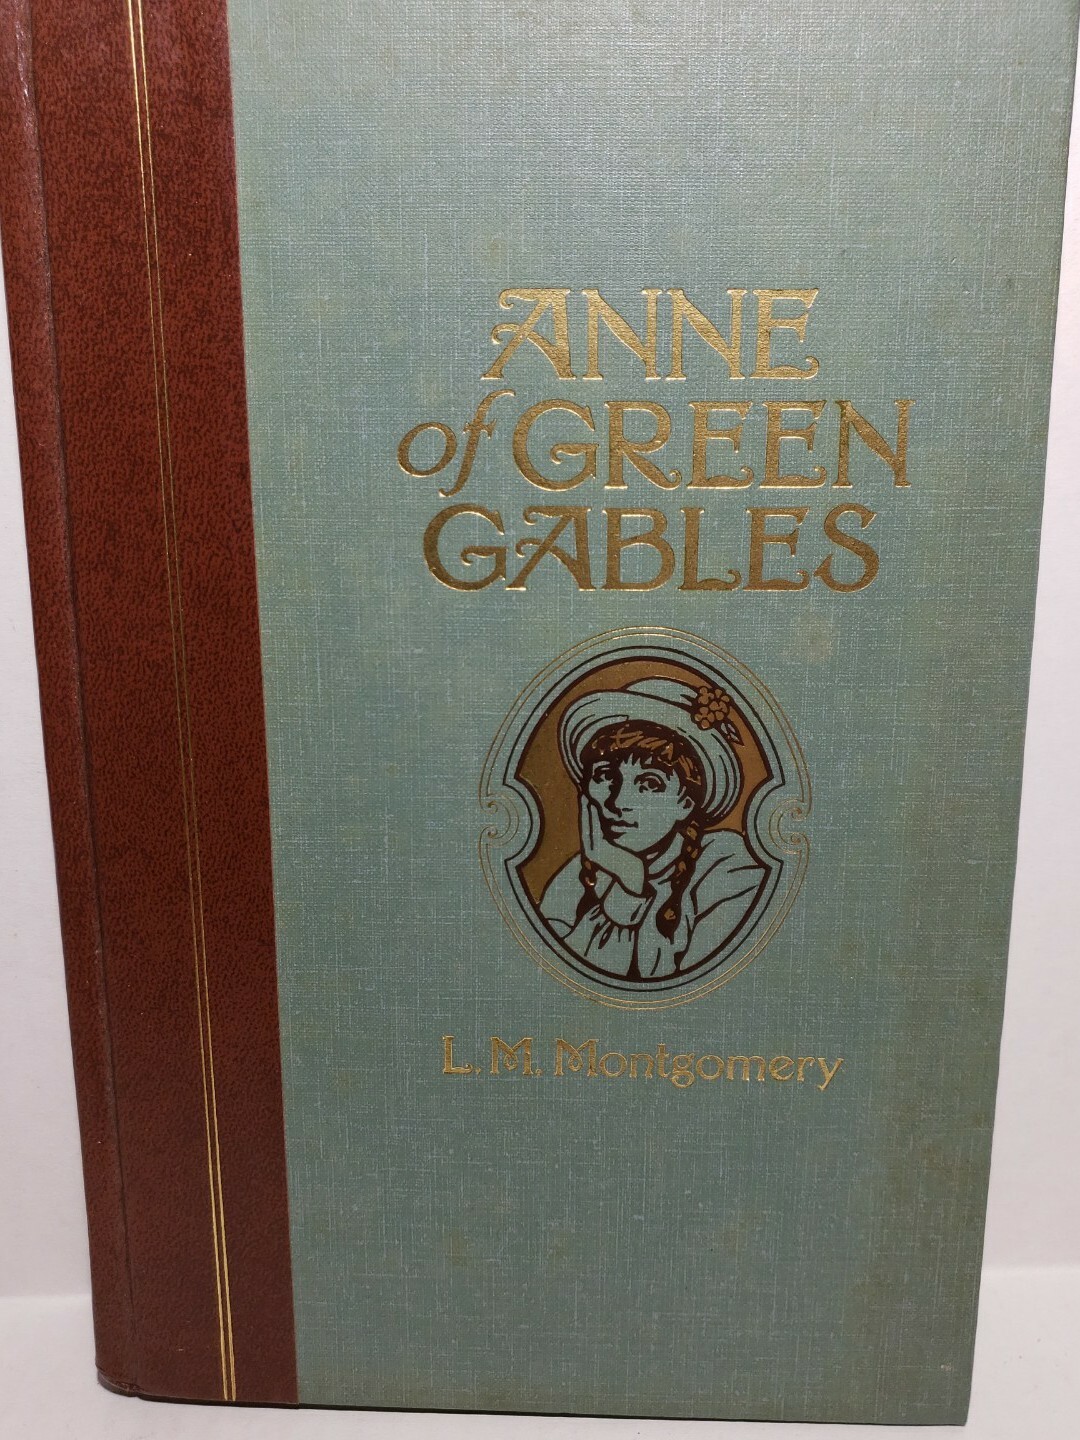 ANNE
of GREEN
GABLES
L. M. Montgomery